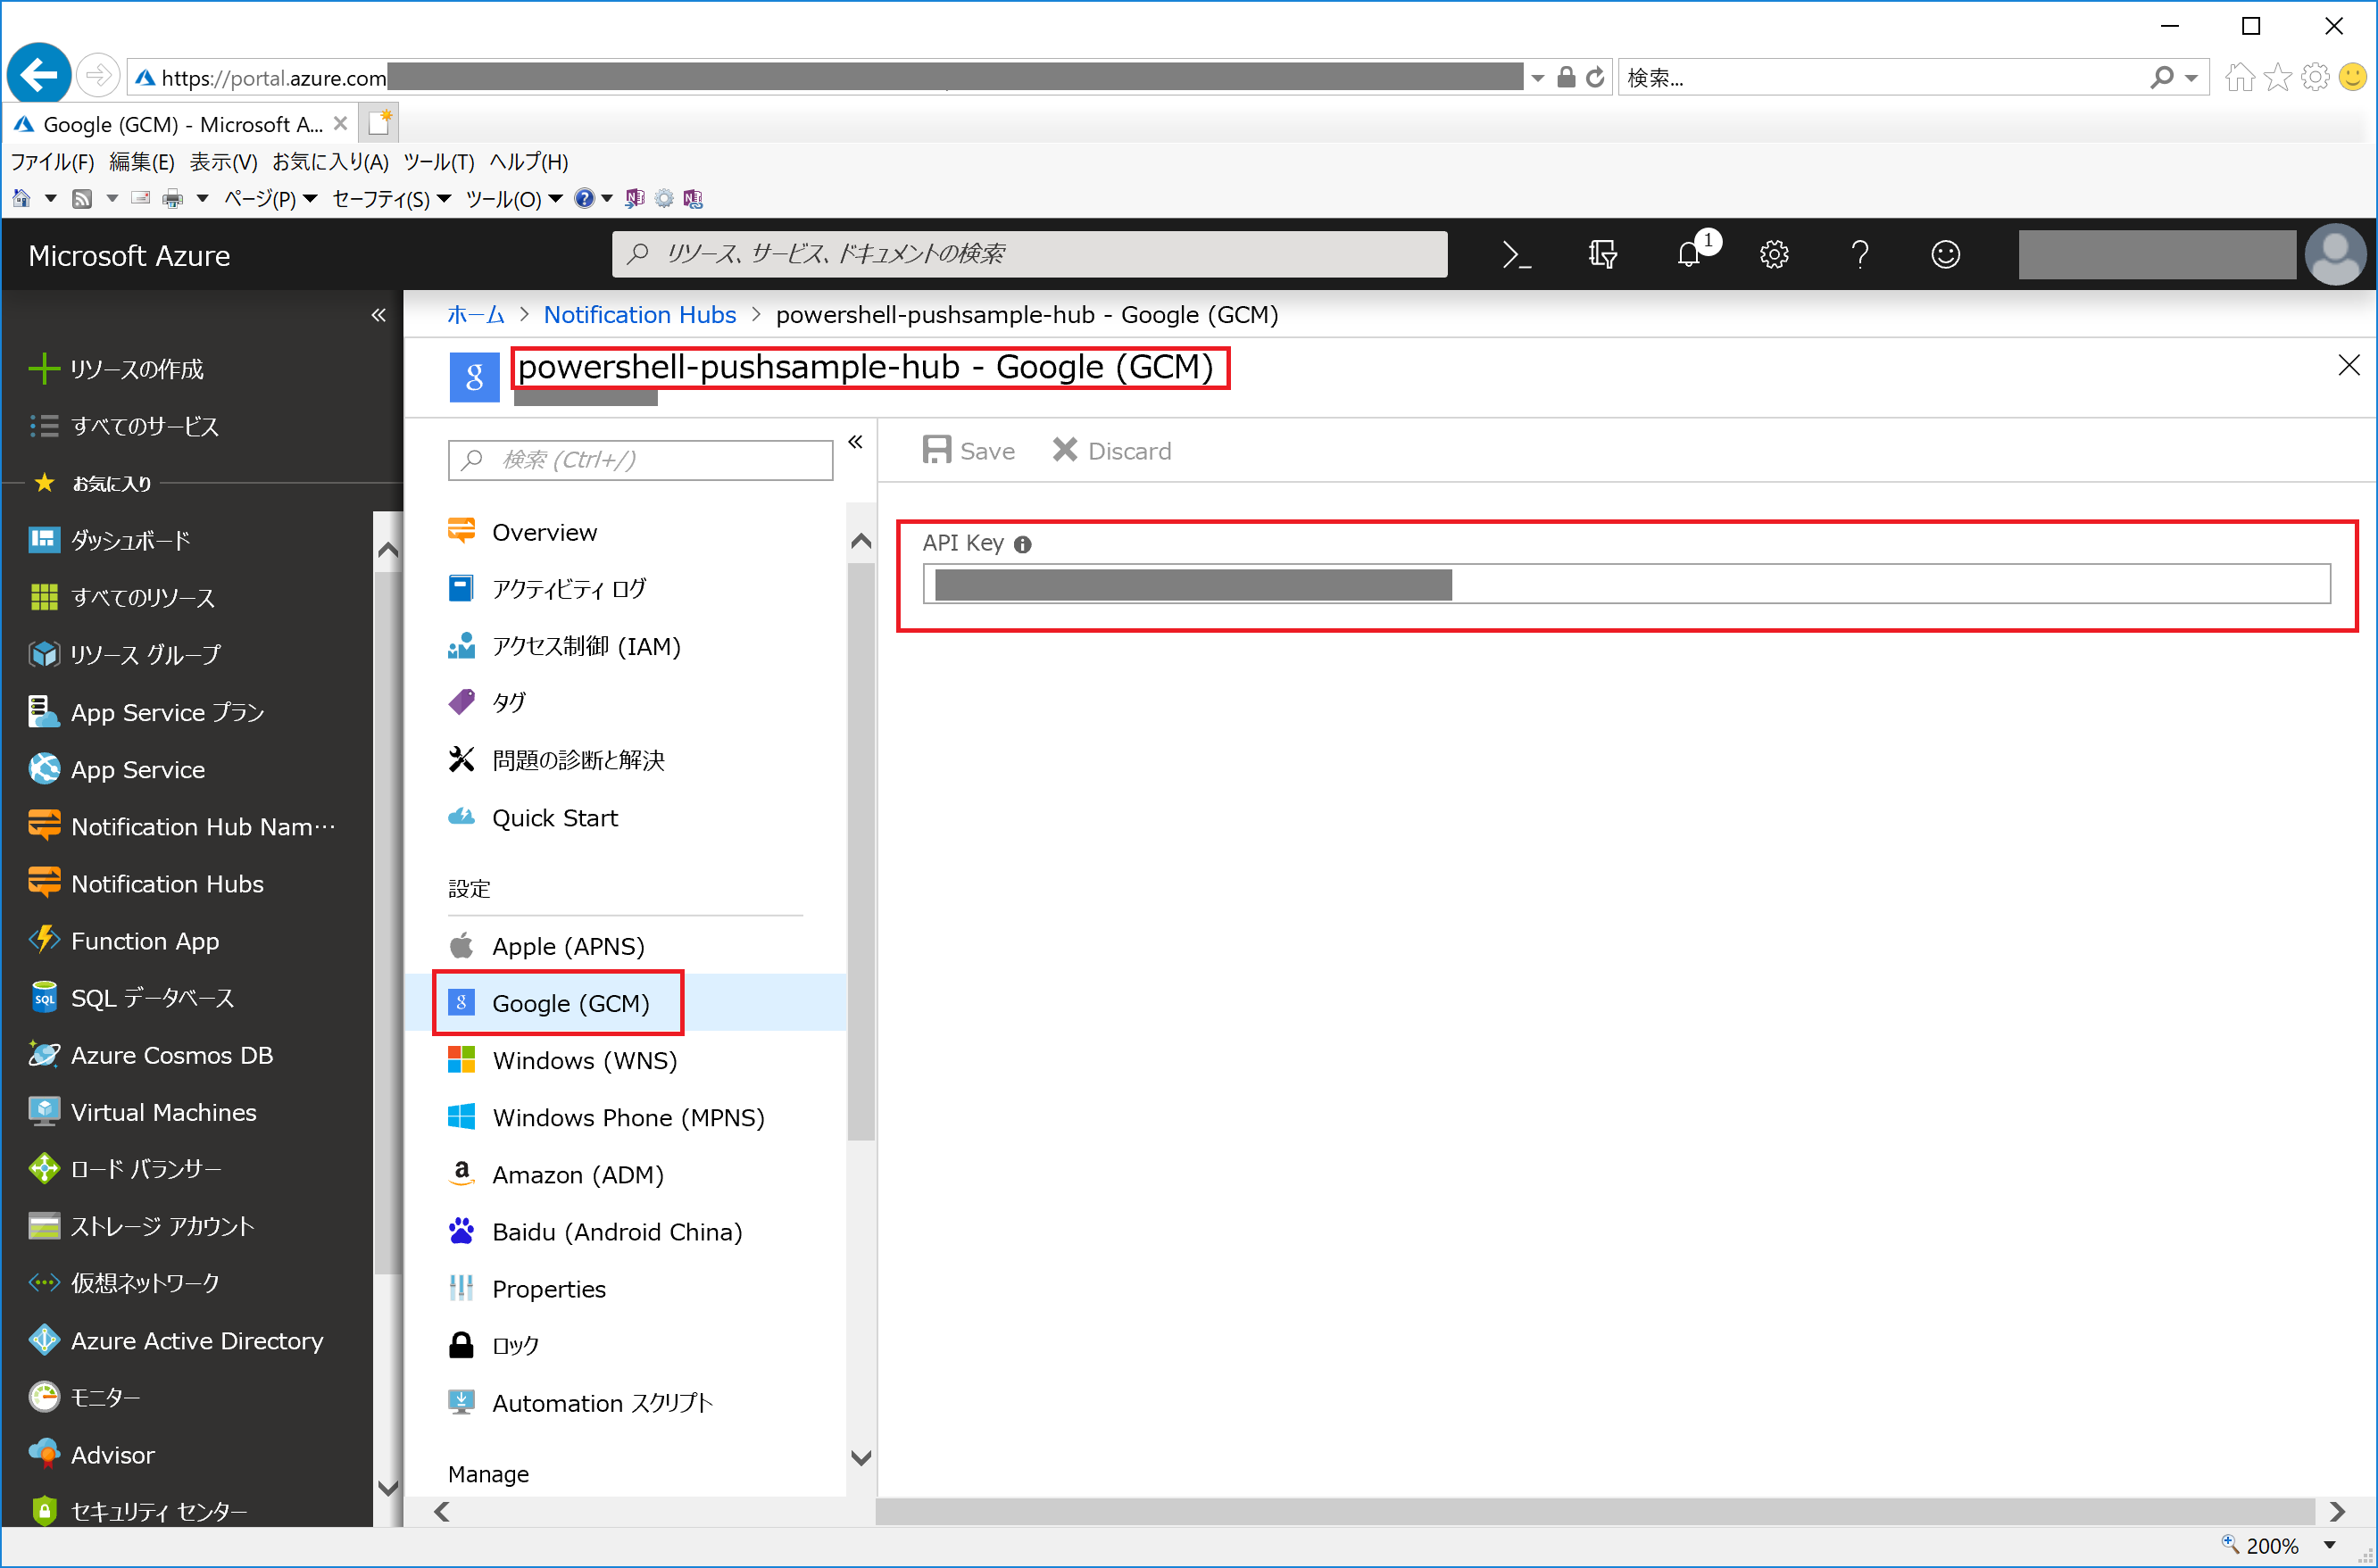 https://portal.azure.com
検索...
Google (GCM) - Microsoft A...
ファイル(F) 編集(E) 表示(V) お気に入り(A) ツール(T) ヘルプ(H)
ページ(P) セーフティ(S) ツール(O)
Microsoft Azure
リソース、サービス、ドキュメントの検索
1
ホーム > Notification Hubs > powershell-pushsample-hub - Google (GCM)
powershell-pushsample-hub - Google (GCM)
リソースの作成
すべてのサービス
お気に入り
ダッシュボード
すべてのリソース
リソース グループ
App Service プラン
App Service
Notification Hub Nam…
Notification Hubs
Function App
SQL データベース
Azure Cosmos DB
Virtual Machines
ロード バランサー
ストレージ アカウント
仮想ネットワーク
Azure Active Directory
モニター
Advisor
セキュリティ センター
検索 (Ctrl+/)
Overview
アクティビティ ログ
アクセス制御 (IAM)
タグ
問題の診断と解決
Quick Start
設定
Apple (APNS)
Google (GCM)
Windows (WNS)
Windows Phone (MPNS)
Amazon (ADM)
Baidu (Android China)
Properties
ロック
Automation スクリプト
Manage
Save Discard
API Key
200%